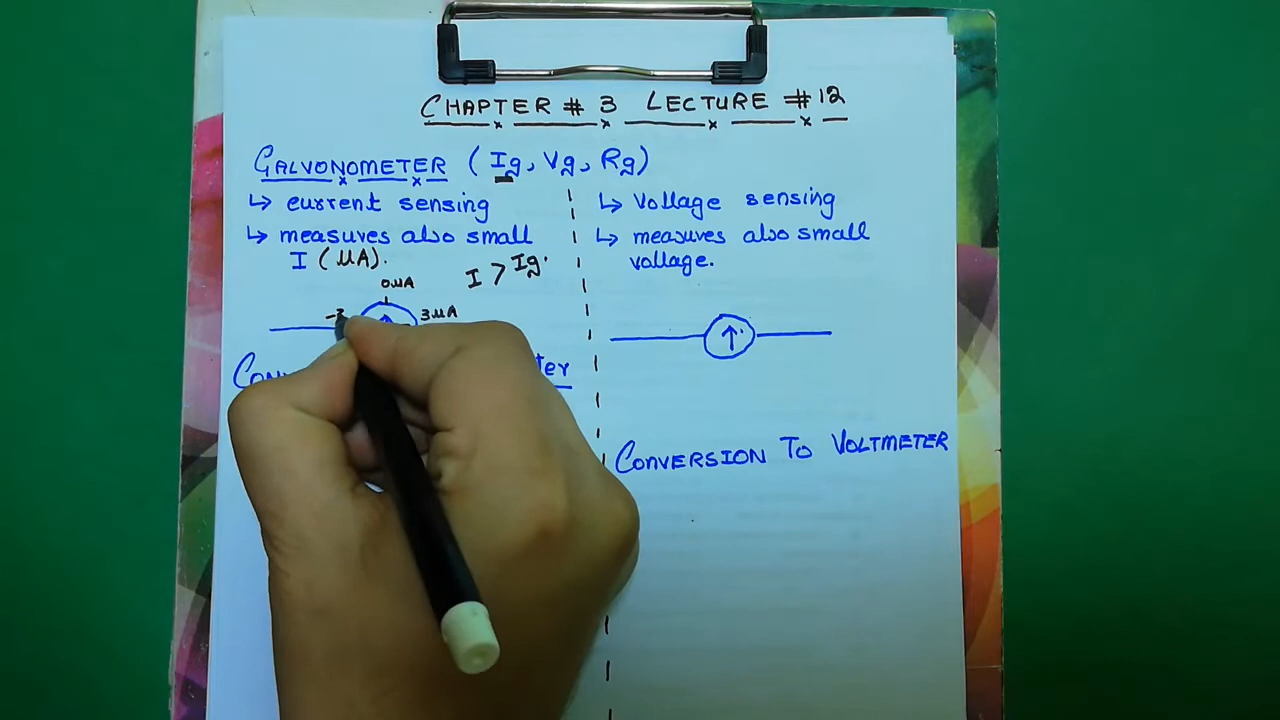 CHAPTER # 3 LECTURE # 12
GALVONOMETER (Ig, Vg, Rg)
↳ current sensing
↳ measures also small
I (μA).
I > Ig.
0μA
3μA
↳ Voltage sensing
↳ measures also small
voltage.
CONVERSION TO VOLTMETER